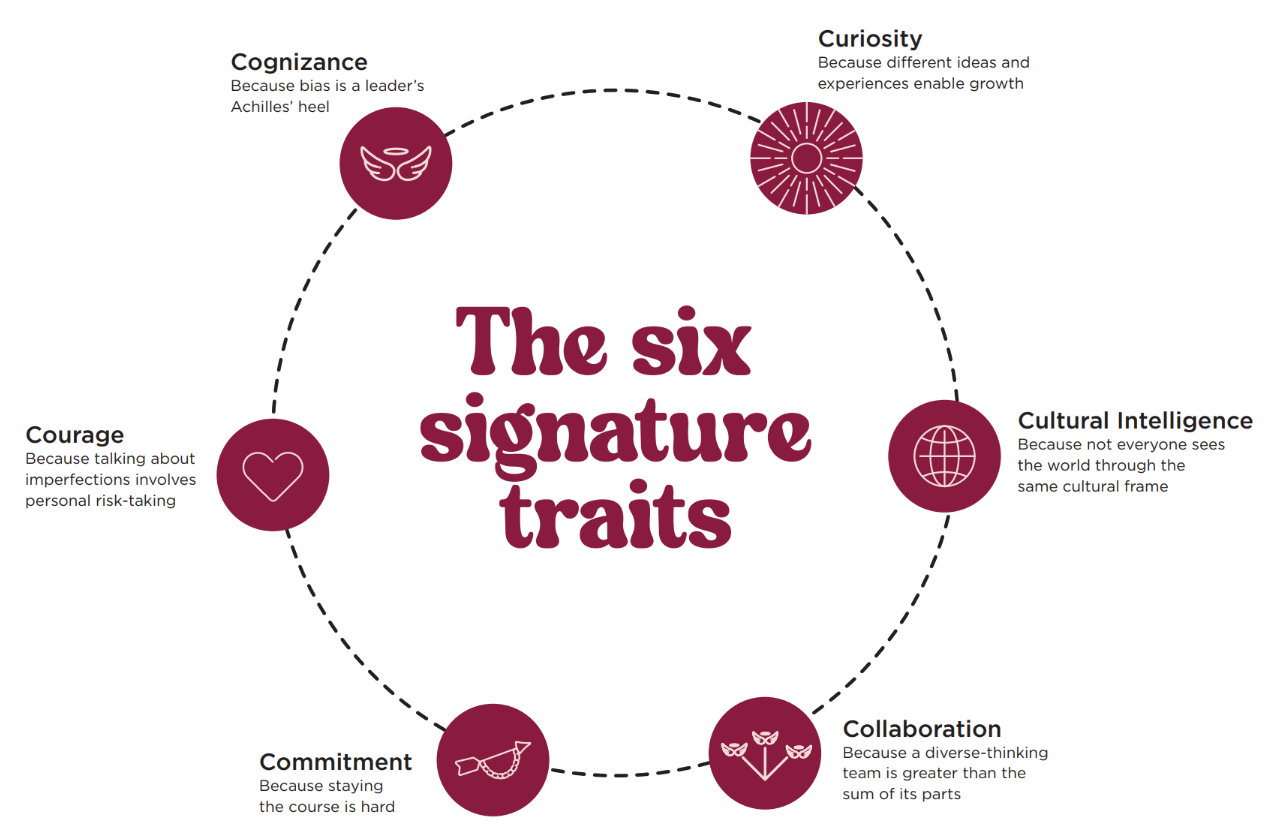 Cognizance
Because bias is a leader's
Achilles' heel
Curiosity
Because different ideas and
experiences enable growth
The six
signature
traits
Courage
Because talking about
imperfections involves
personal risk-taking
Cultural Intelligence
Because not everyone sees
the world through the
same cultural frame
Commitment
Because staying
the course is hard
Collaboration
Because a diverse-thinking
team is greater than the
sum of its parts